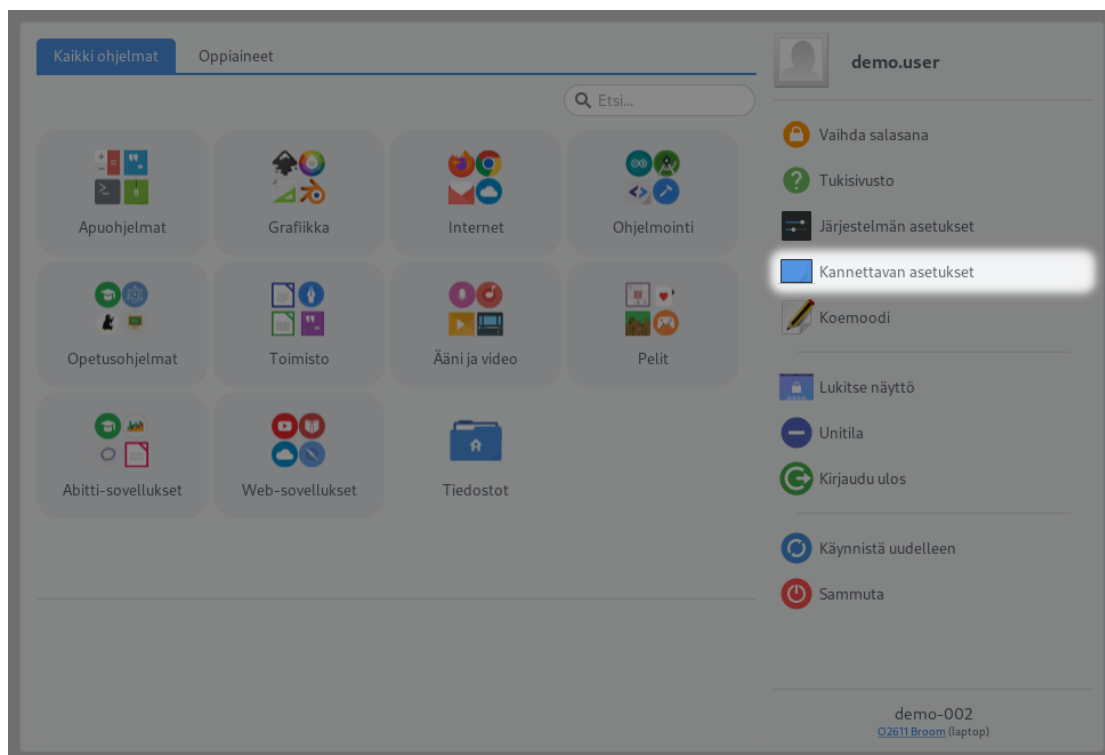 Kaikki ohjelmat
Oppiaineet
demo.user
Etsi...
Vaihda salasana
Tukisivusto
Järjestelmän asetukset
Kannettavan asetukset
Koemoodi
Lukitse näyttö
Unitila
Kirjaudu ulos
Käynnistä uudelleen
Sammuta
Apuohjelmat
Grafiikka
Internet
Ohjelmointi
Opetusohjelmat
Toimisto
Ääni ja video
Pelit
Abitti-sovellukset
Web-sovellukset
Tiedostot
demo-002
O2611 Broom (laptop)